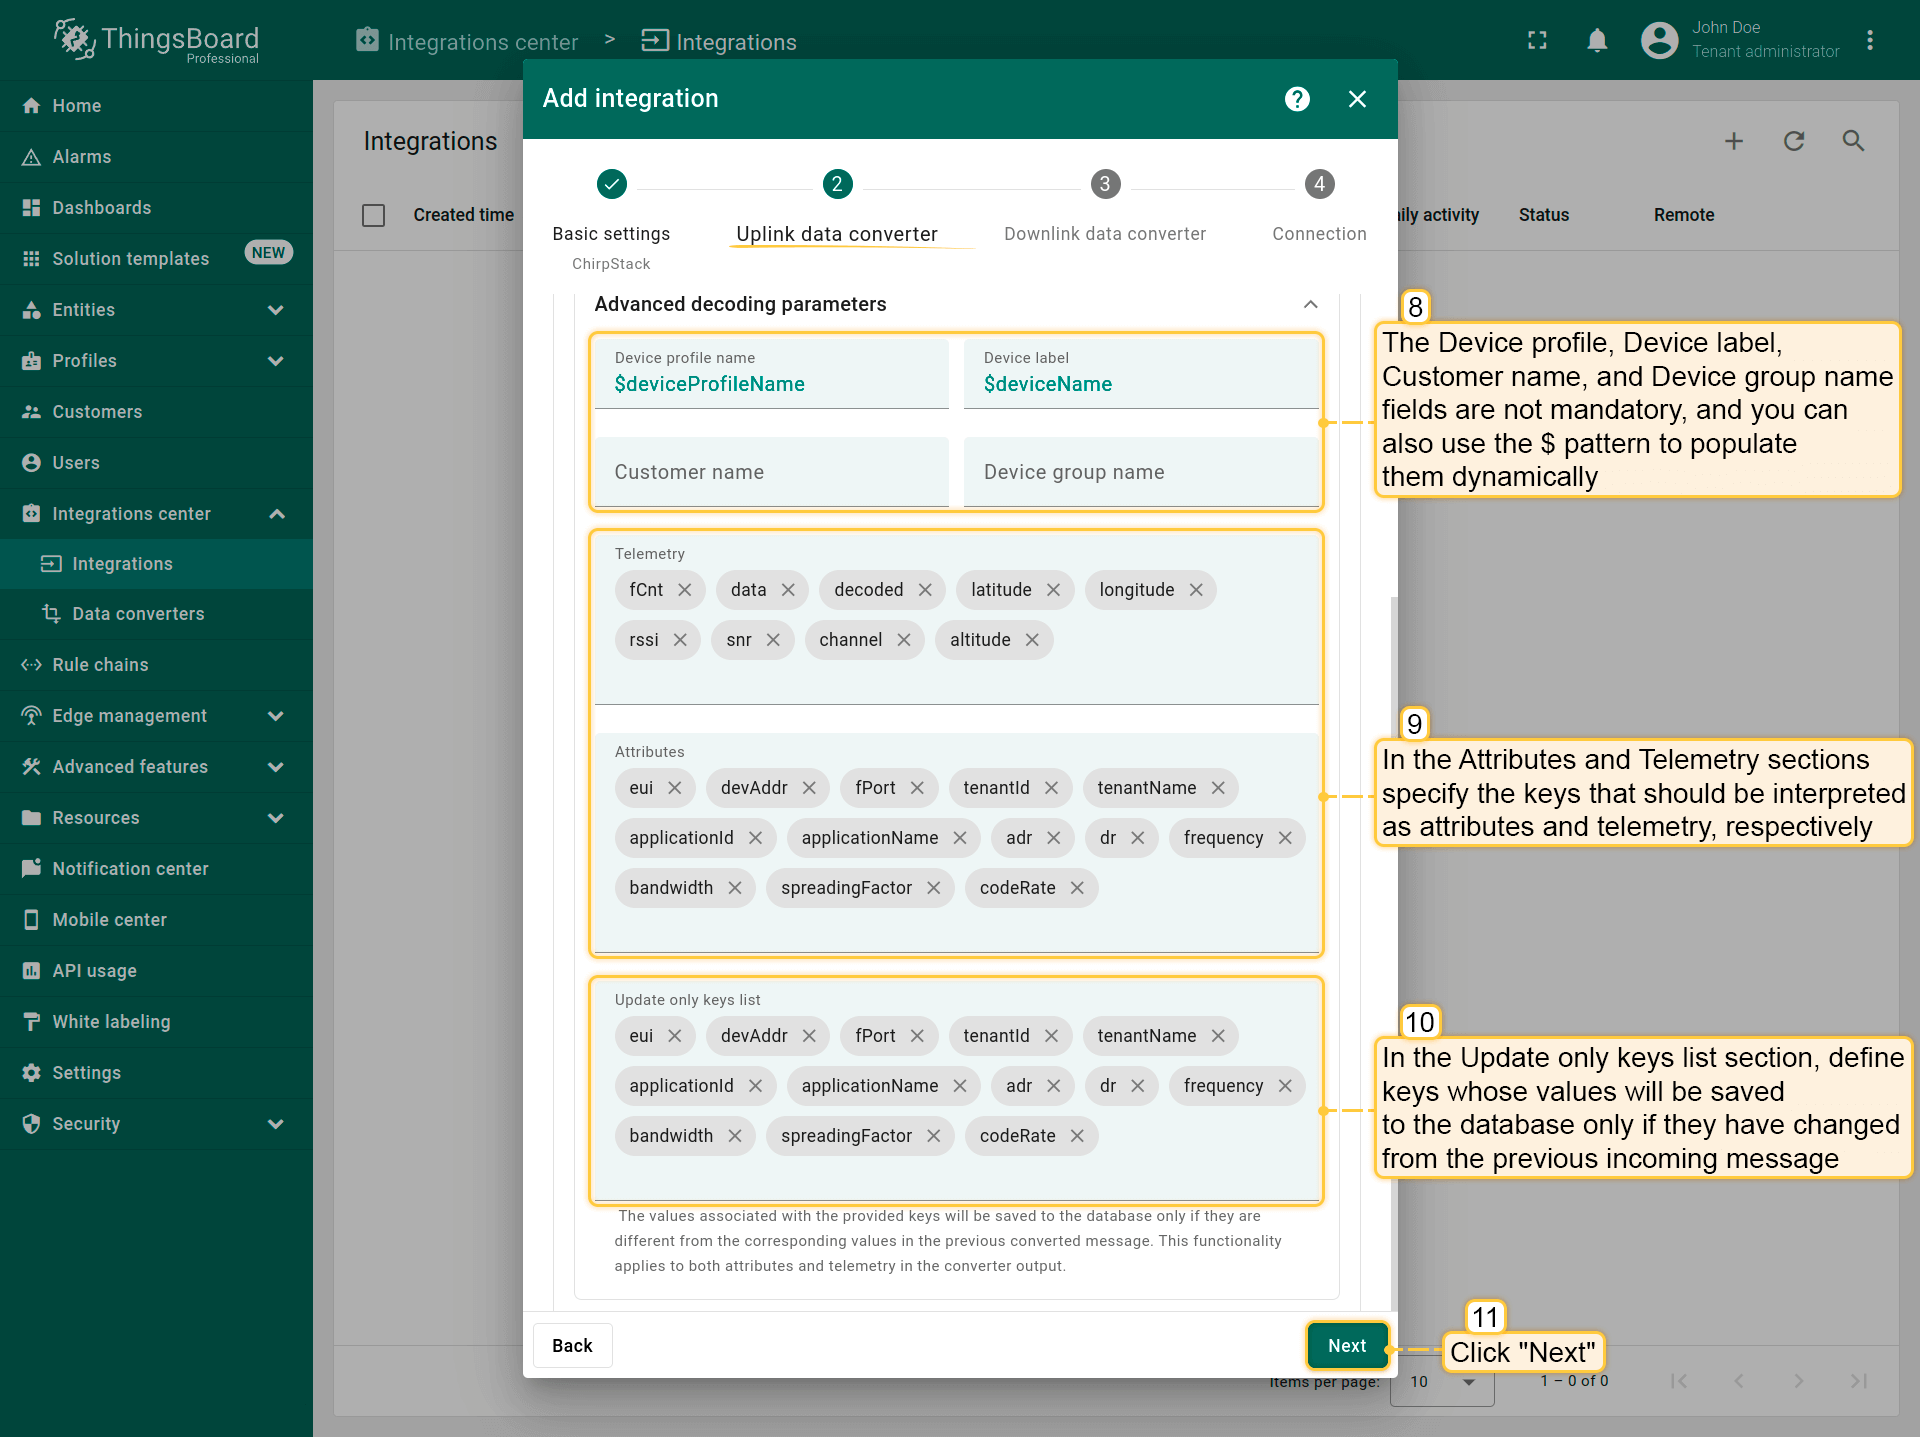 ThingsBoard
Professional
Integrations center > Integrations
John Doe
Tenant administrator
Home
Alarms
Dashboards
Solution templates NEW
Entities
Profiles
Customers
Users
Integrations center
Integrations
Data converters
Rule chains
Edge management
Advanced features
Resources
Notification center
Mobile center
API usage
White labeling
Settings
Security
Integrations
Created time
ily activity Status Remote
Add integration
2 3 4
Basic settings Uplink data converter Downlink data converter Connection
ChirpStack
Advanced decoding parameters
Device profile name
$deviceProfileName
Device label
$deviceName
Customer name
Device group name
Telemetry
fCnt data decoded latitude longitude
rssi snr channel altitude
Attributes
eui devAddr fPort tenantId tenantName
applicationId applicationName adr dr frequency
bandwidth spreadingFactor codeRate
Update only keys list
eui devAddr fPort tenantId tenantName
applicationId applicationName adr dr frequency
bandwidth spreadingFactor codeRate
The values associated with the provided keys will be saved to the database only if they are
different from the corresponding values in the previous converted message. This functionality
applies to both attributes and telemetry in the converter output.
Back Next
8
The Device profile, Device label,
Customer name, and Device group name
fields are not mandatory, and you can
also use the $ pattern to populate
them dynamically
9
In the Attributes and Telemetry sections
specify the keys that should be interpreted
as attributes and telemetry, respectively
10
In the Update only keys list section, define
keys whose values will be saved
to the database only if they have changed
from the previous incoming message
11
Click "Next"
Items per page: 10 1 – 0 of 0